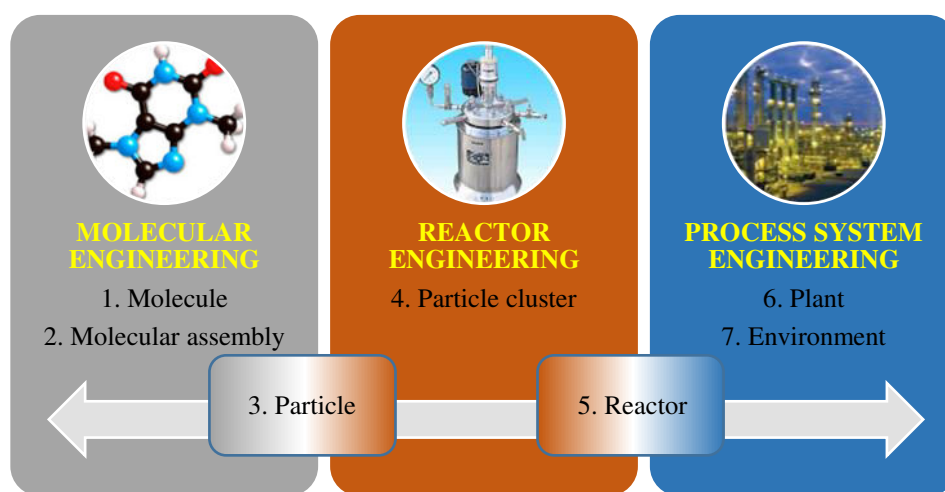 MOLECULAR
ENGINEERING
1. Molecule
2. Molecular assembly
REACTOR
ENGINEERING
4. Particle cluster
PROCESS SYSTEM
ENGINEERING
6. Plant
7. Environment
3. Particle
5. Reactor